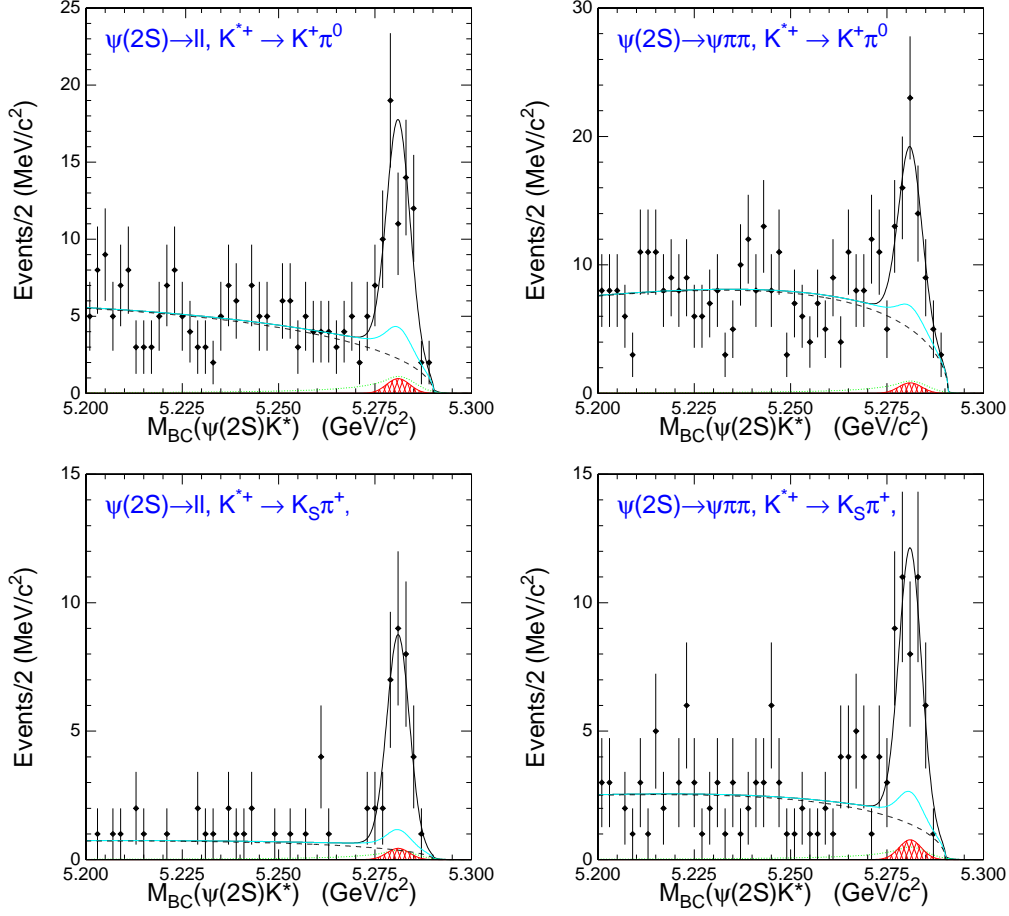 ψ(2S)→ll, K*+ → K+π0
Events/2 (MeV/c2)
25
20
15
10
5
0
5.200 5.225 5.250 5.275 5.300
MBC(ψ(2S)K*) (GeV/c2)
ψ(2S)→ψππ, K*+ → K+π0
Events/2 (MeV/c2)
30
20
10
0
5.200 5.225 5.250 5.275 5.300
MBC(ψ(2S)K*) (GeV/c2)
ψ(2S)→ll, K*+ → KSπ+,
Events/2 (MeV/c2)
15
10
5
0
5.200 5.225 5.250 5.275 5.300
MBC(ψ(2S)K*) (GeV/c2)
ψ(2S)→ψππ, K*+ → KSπ+,
Events/2 (MeV/c2)
15
10
5
0
5.200 5.225 5.250 5.275 5.300
MBC(ψ(2S)K*) (GeV/c2)